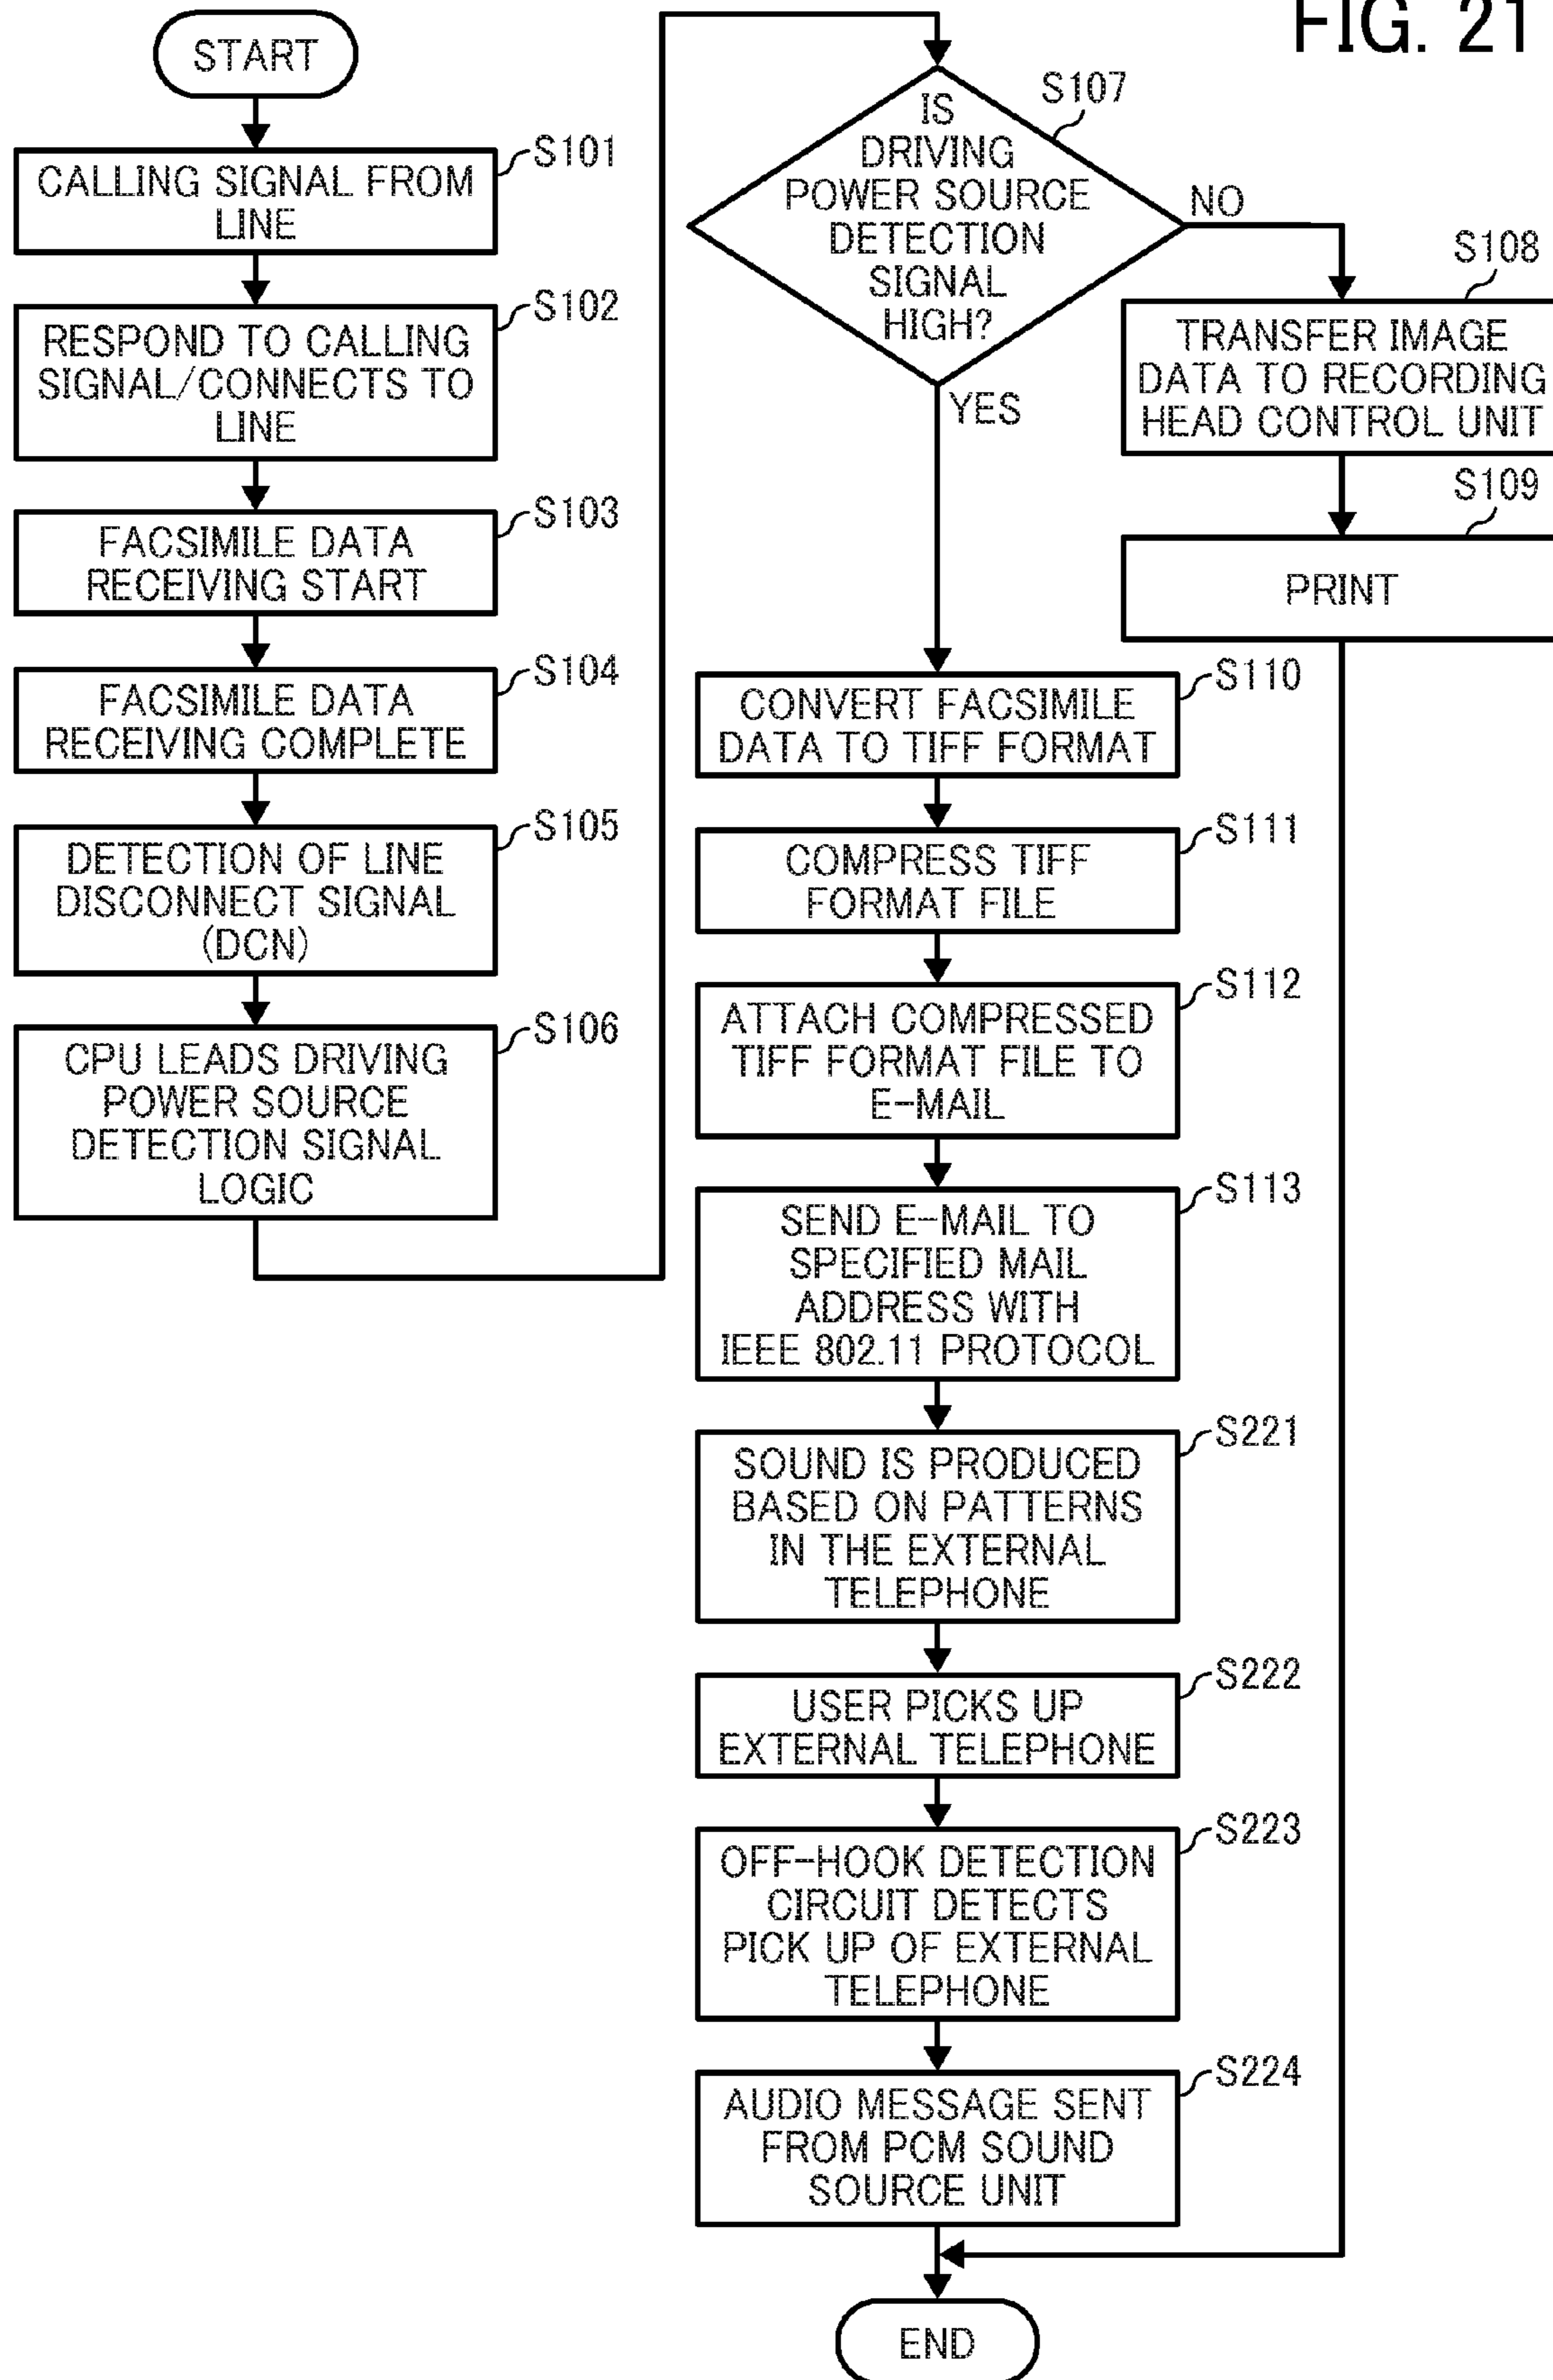 FIG. 21
START
S101
CALLING SIGNAL FROM
LINE
S102
RESPOND TO CALLING
SIGNAL/CONNECTS TO
LINE
S103
FACSIMILE DATA
RECEIVING START
S104
FACSIMILE DATA
RECEIVING COMPLETE
S105
DETECTION OF LINE
DISCONNECT SIGNAL
(DCN)
S106
CPU LEADS DRIVING
POWER SOURCE
DETECTION SIGNAL
LOGIC
S107
IS
DRIVING
POWER SOURCE
DETECTION
SIGNAL
HIGH?
NO
YES
S108
TRANSFER IMAGE
DATA TO RECORDING
HEAD CONTROL UNIT
S109
PRINT
S110
CONVERT FACSIMILE
DATA TO TIFF FORMAT
S111
COMPRESS TIFF
FORMAT FILE
S112
ATTACH COMPRESSED
TIFF FORMAT FILE TO
E-MAIL
S113
SEND E-MAIL TO
SPECIFIED MAIL
ADDRESS WITH
IEEE 802.11 PROTOCOL
S221
SOUND IS PRODUCED
BASED ON PATTERNS
IN THE EXTERNAL
TELEPHONE
S222
USER PICKS UP
EXTERNAL TELEPHONE
S223
OFF-HOOK DETECTION
CIRCUIT DETECTS
PICK UP OF EXTERNAL
TELEPHONE
S224
AUDIO MESSAGE SENT
FROM PCM SOUND
SOURCE UNIT
END